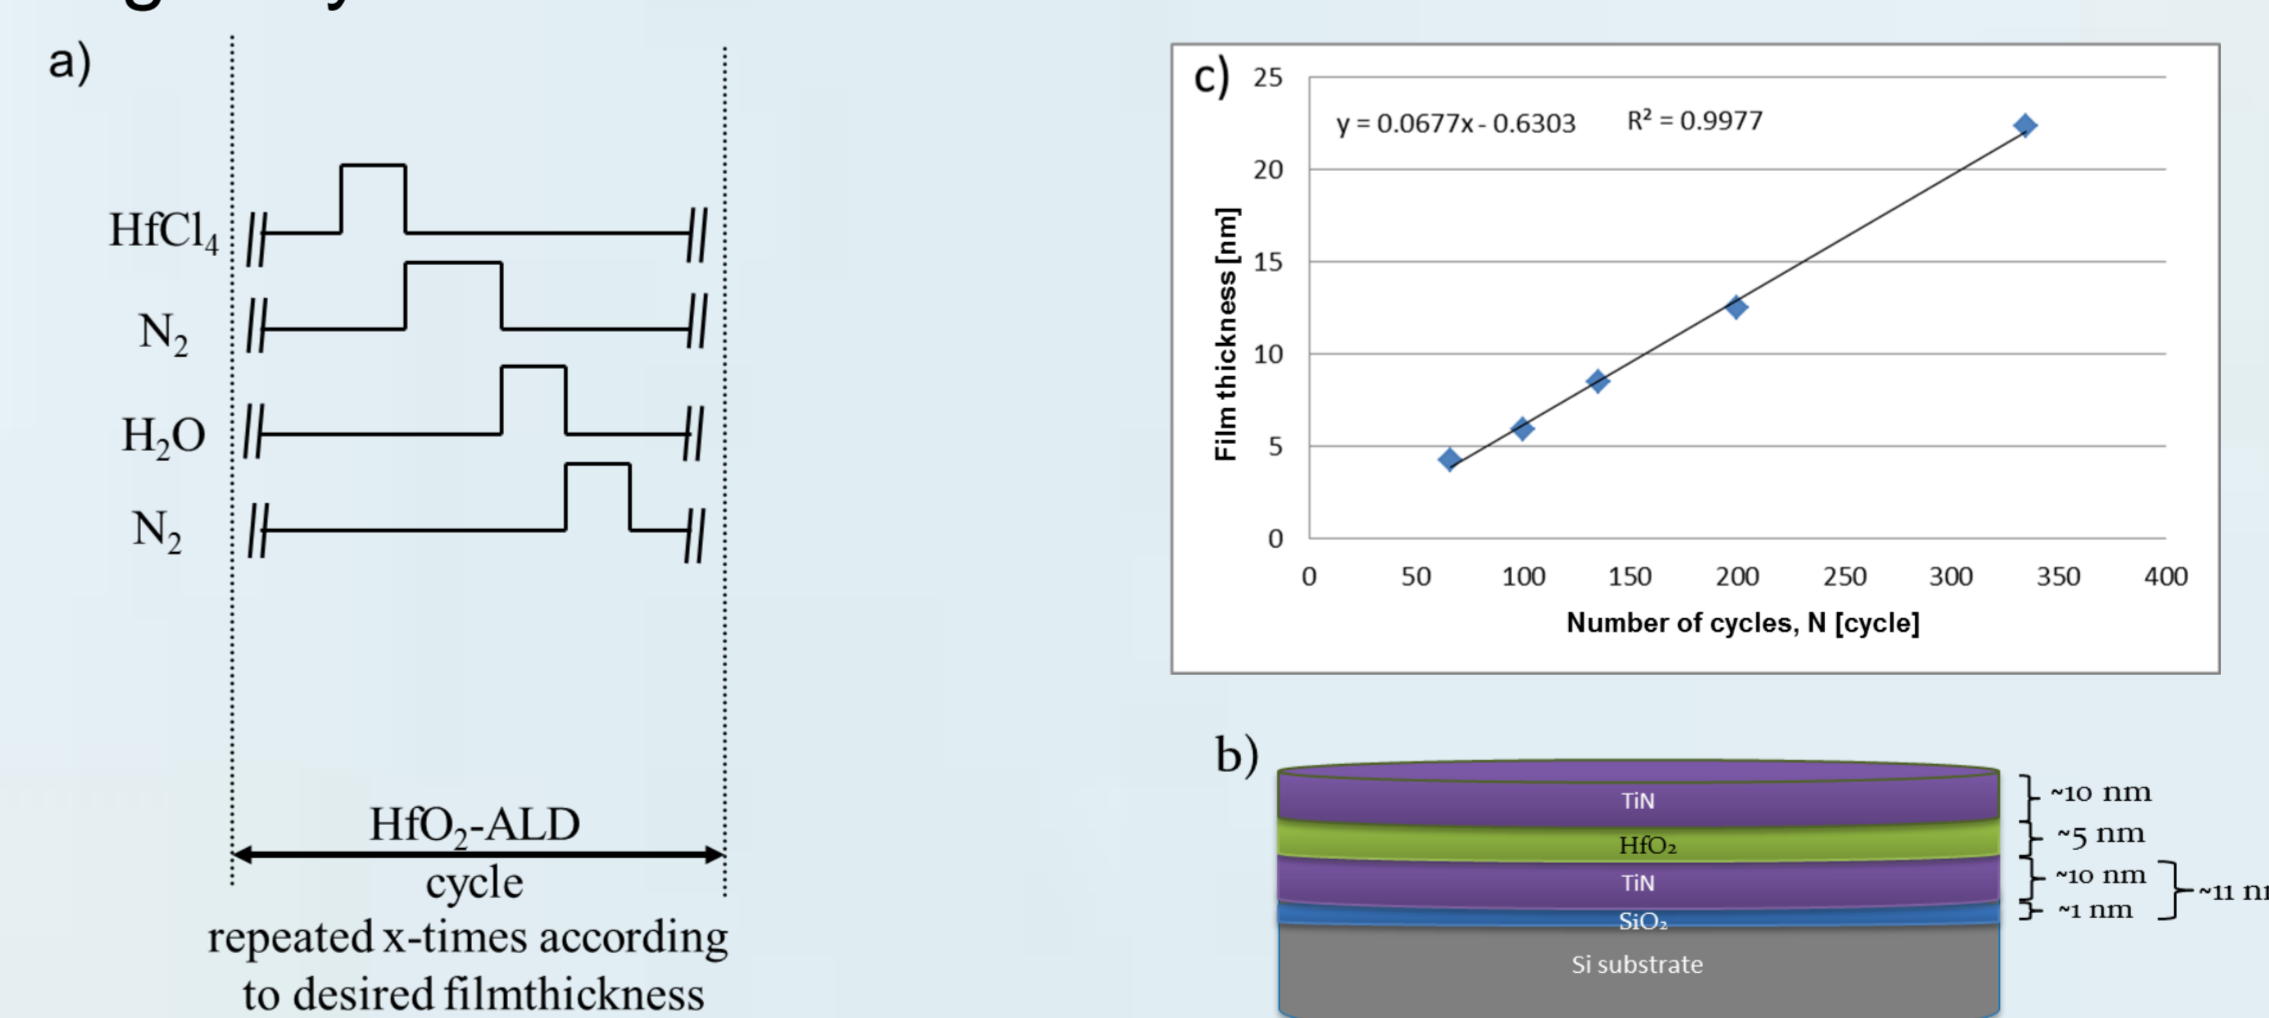 a)
HfCl₄
N₂
H₂O
N₂
HfO₂-ALD
cycle
repeated x-times according
to desired filmthickness
c)
y = 0.0677x - 0.6303 R² = 0.9977
Film thickness [nm]
25
20
15
10
5
0
0 50 100 150 200 250 300 350 400
Number of cycles, N [cycle]
b)
TiN ~10 nm
HfO₂ ~5 nm
TiN ~10 nm
~11
SiO₂ ~1 nm
Si substrate